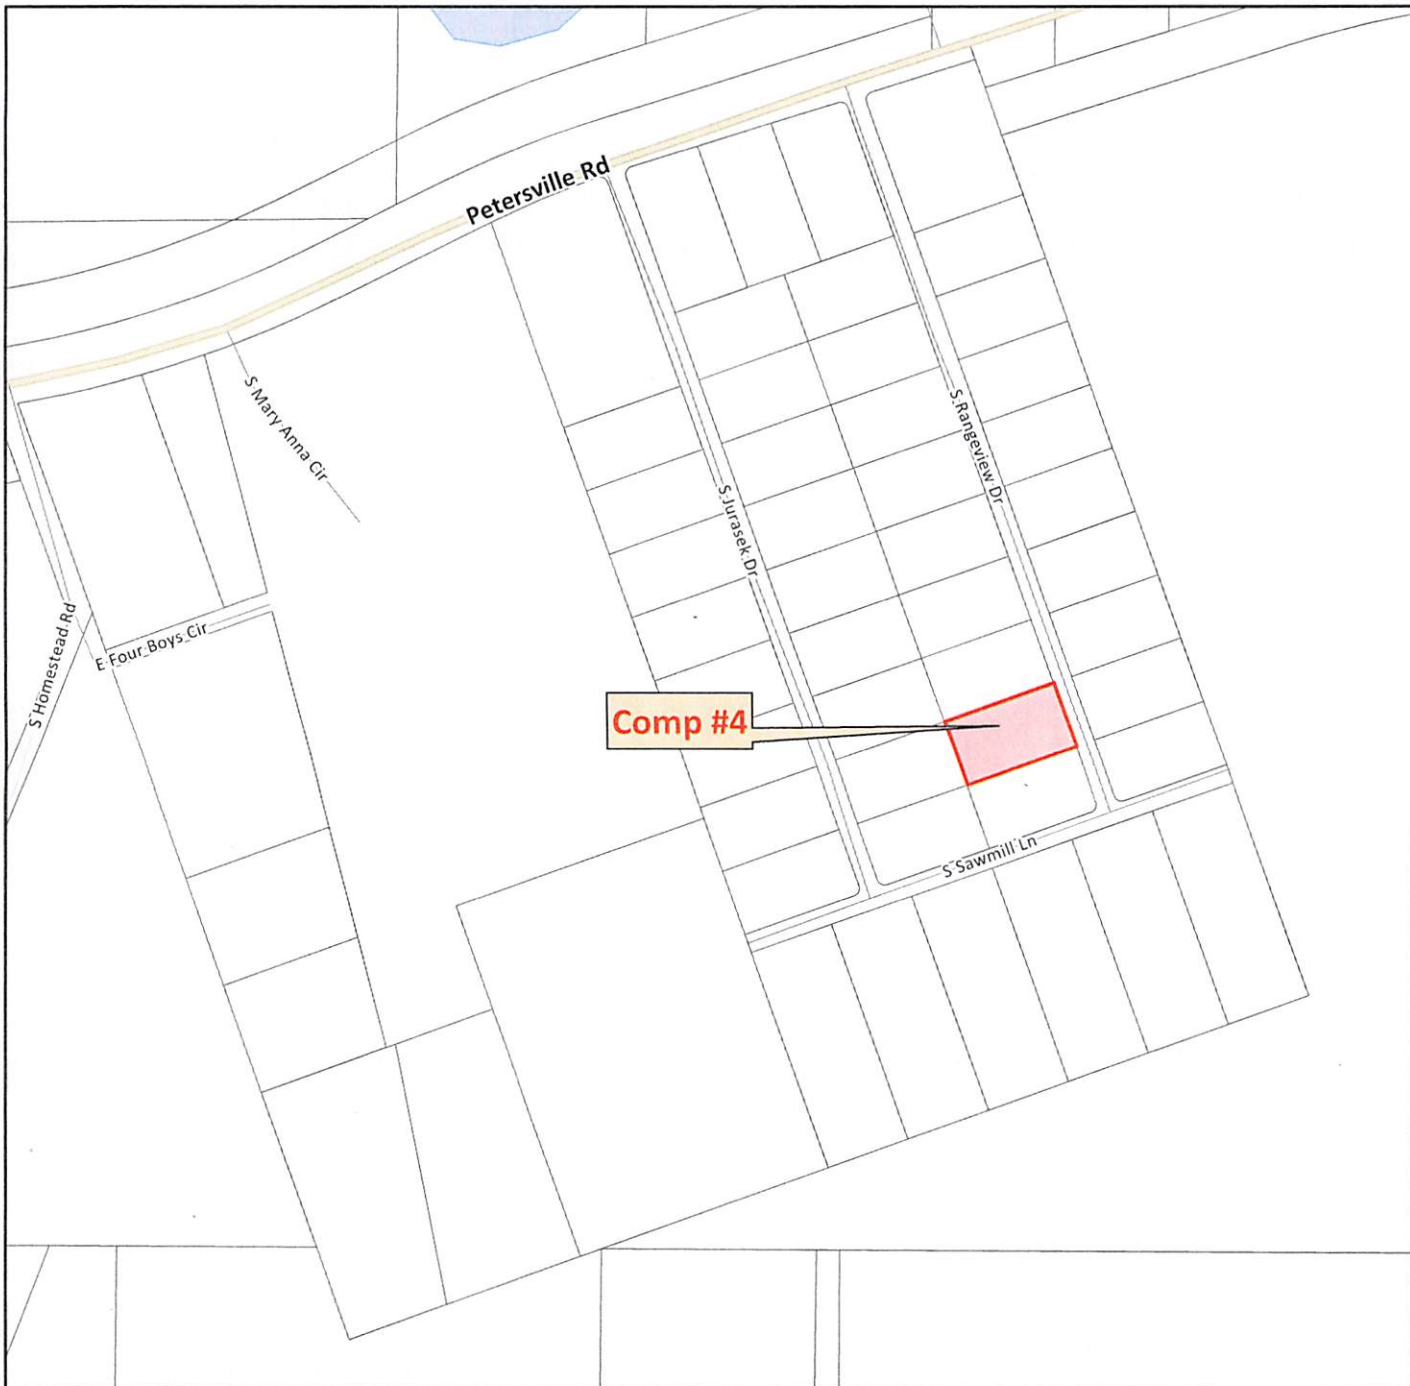 Petersville Rd
S Mary Anna Cir
S Rangeview Dr
S Jurasek Dr
S Homestead Rd
E Four Boys Cir
Comp #4
S Sawmill Ln